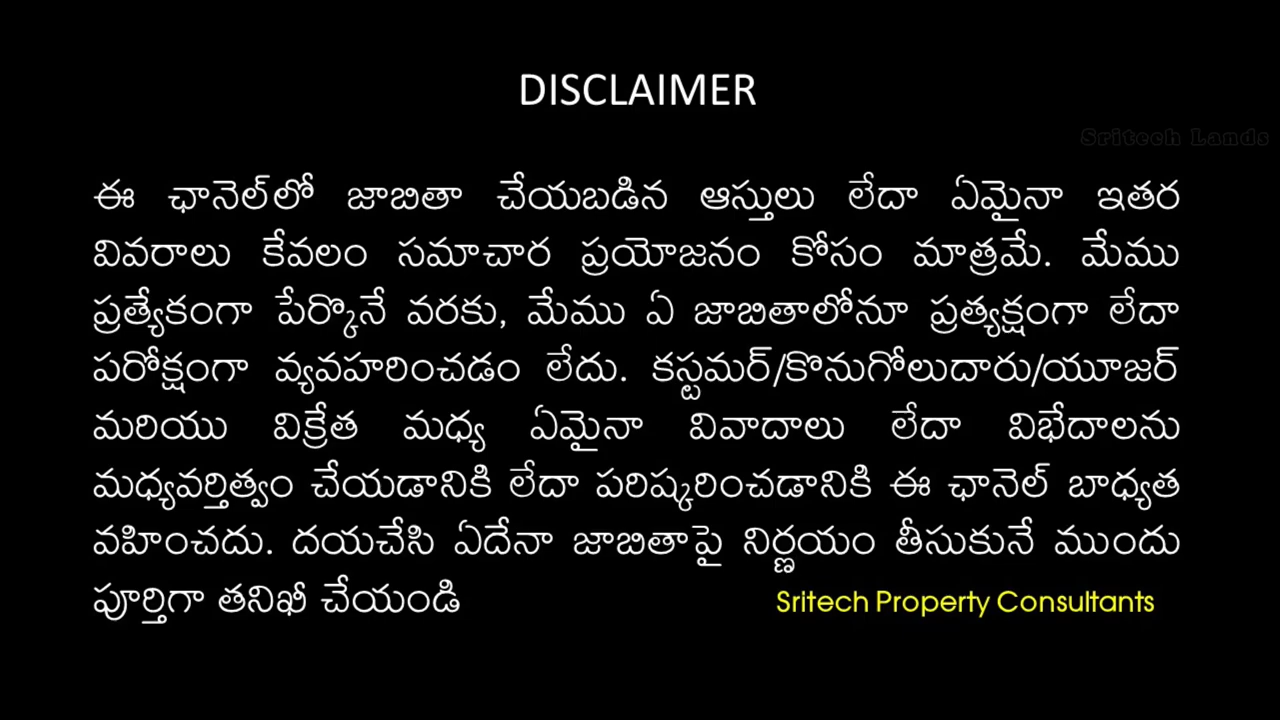 DISCLAIMER
Sritech Lands
ఈ ఛానెల్‌లో జాబితా చేయబడిన ఆస్తులు లేదా ఏమైనా ఇతర
వివరాలు కేవలం సమాచార ప్రయోజనం కోసం మాత్రమే. మేము
ప్రత్యేకంగా పేర్కొనే వరకు, మేము ఏ జాబితాలోనూ ప్రత్యక్షంగా లేదా
పరోక్షంగా వ్యవహరించడం లేదు. కస్టమర్/కొనుగోలుదారు/యూజర్
మరియు విక్రేత మధ్య ఏమైనా వివాదాలు లేదా విభేదాలను
మధ్యవర్తిత్వం చేయడానికి లేదా పరిష్కరించడానికి ఈ ఛానెల్ బాధ్యత
వహించదు. దయచేసి ఏదేనా జాబితాపై నిర్ణయం తీసుకునే ముందు
పూర్తిగా తనిఖీ చేయండి
Sritech Property Consultants